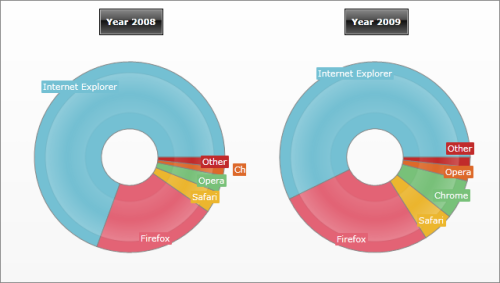 Year 2008
Year 2009
Internet Explorer
Other
Ch
Opera
Safari
Firefox
Internet Explorer
Other
Opera
Chrome
Safari
Firefox